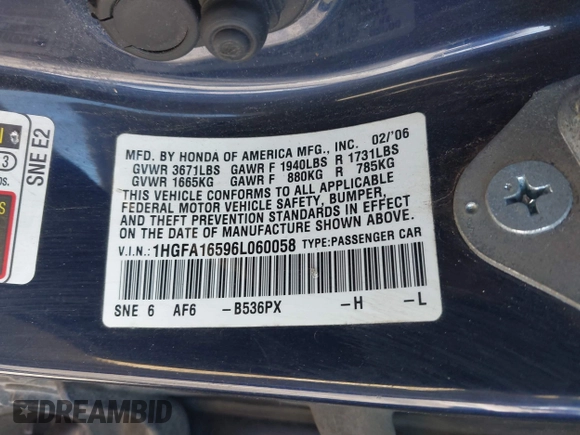 MFD. BY HONDA OF AMERICA MFG., INC. 02/'06
GVWR 3671LBS GAWR F 1940LBS R 1731LBS
GVWR 1665KG GAWR F 880KG R 785KG
THIS VEHICLE CONFORMS TO ALL APPLICABLE
FEDERAL MOTOR VEHICLE SAFETY, BUMPER,
AND THEFT PREVENTION STANDARDS IN EFFECT
ON THE DATE OF MANUFACTURE SHOWN ABOVE.
V.I.N.: 1HGFA16596L060058 TYPE:PASSENGER CAR
SNE 6 AF6 -B536PX -H -L
SNE E2
3
DREAMBID